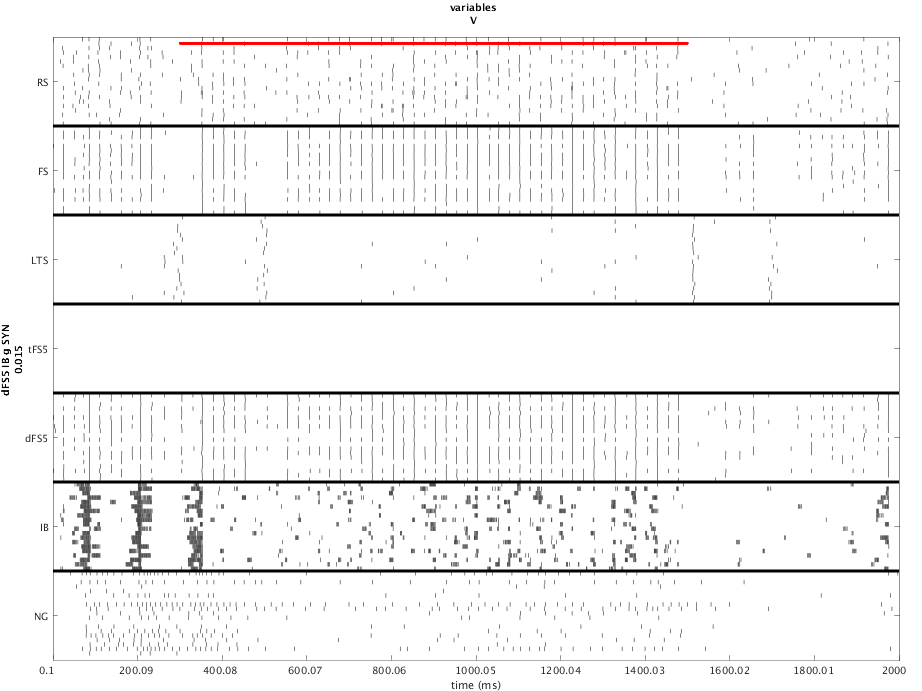 variables
V
RS
FS
LTS
tFS5
dFS5
IB
NG
dFS5 IB g SYN
0.015
0.1 200.09 400.08 600.07 800.06 1000.05 1200.04 1400.03 1600.02 1800.01 2000
time (ms)